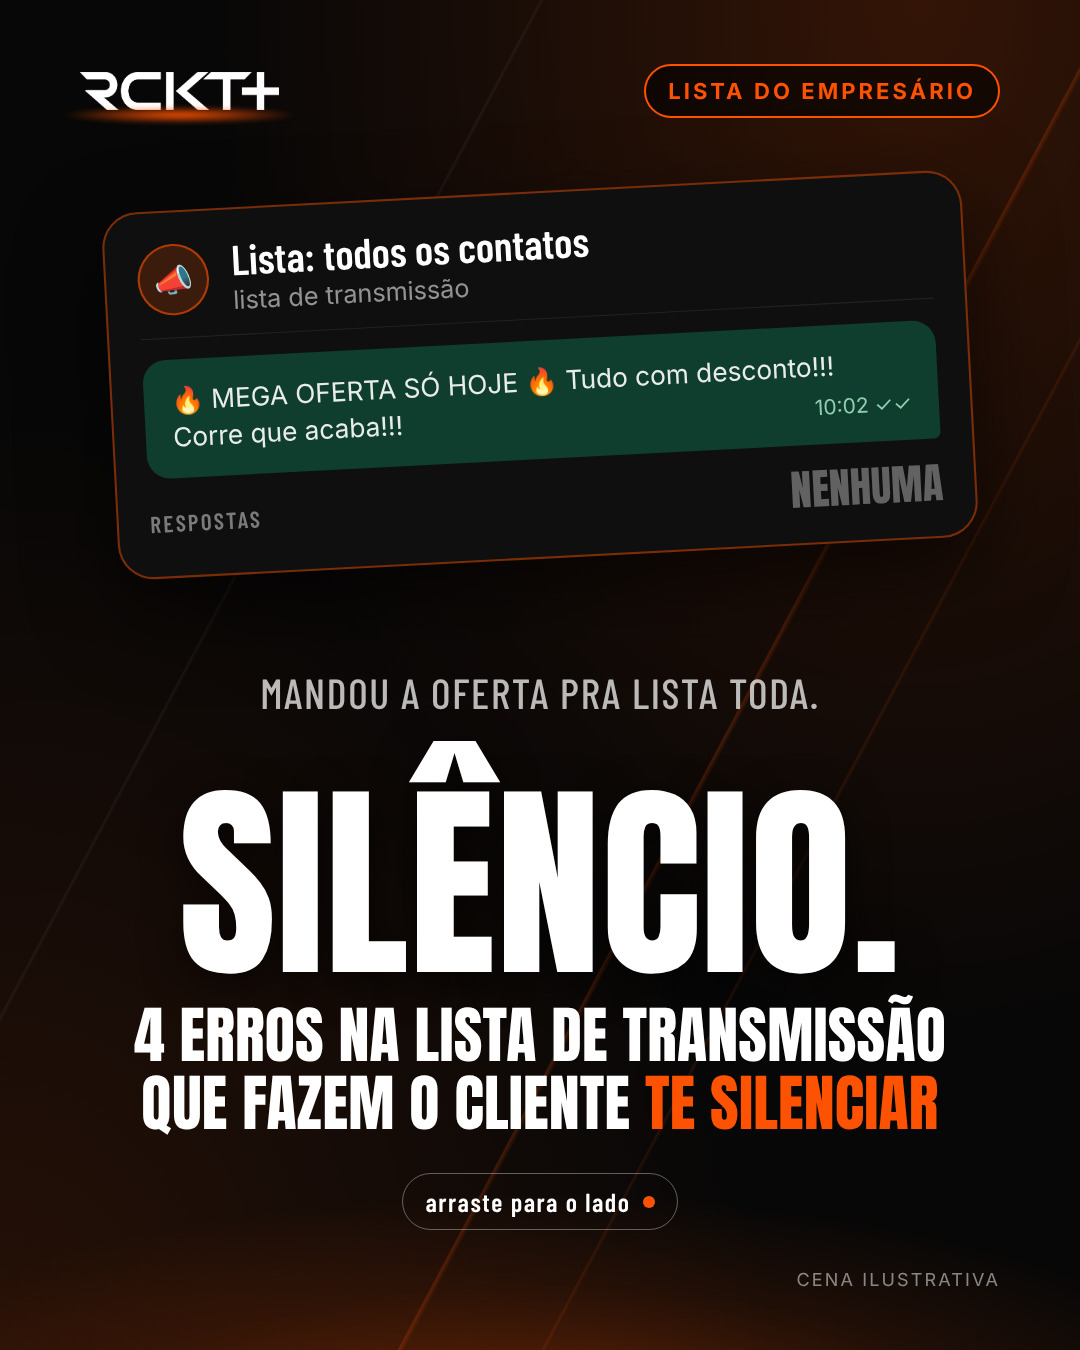 RCKT+
LISTA DO EMPRESÁRIO
Lista: todos os contatos
lista de transmissão
🔥 MEGA OFERTA SÓ HOJE 🔥 Tudo com desconto!!!
Corre que acaba!!!
10:02 ✓✓
RESPOSTAS
NENHUMA
MANDOU A OFERTA PRA LISTA TODA.
SILÊNCIO.
4 ERROS NA LISTA DE TRANSMISSÃO
QUE FAZEM O CLIENTE TE SILENCIAR
arraste para o lado
CENA ILUSTRATIVA